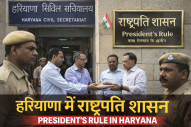 हरियाणा सिविल सचिवालय
HARYANA
CIVIL SECRETARIAT
राष्ट्रपति शासन
President's Rule
हरियाणा में राष्ट्रपति शासन
PRESIDENT'S RULE IN HARYANA